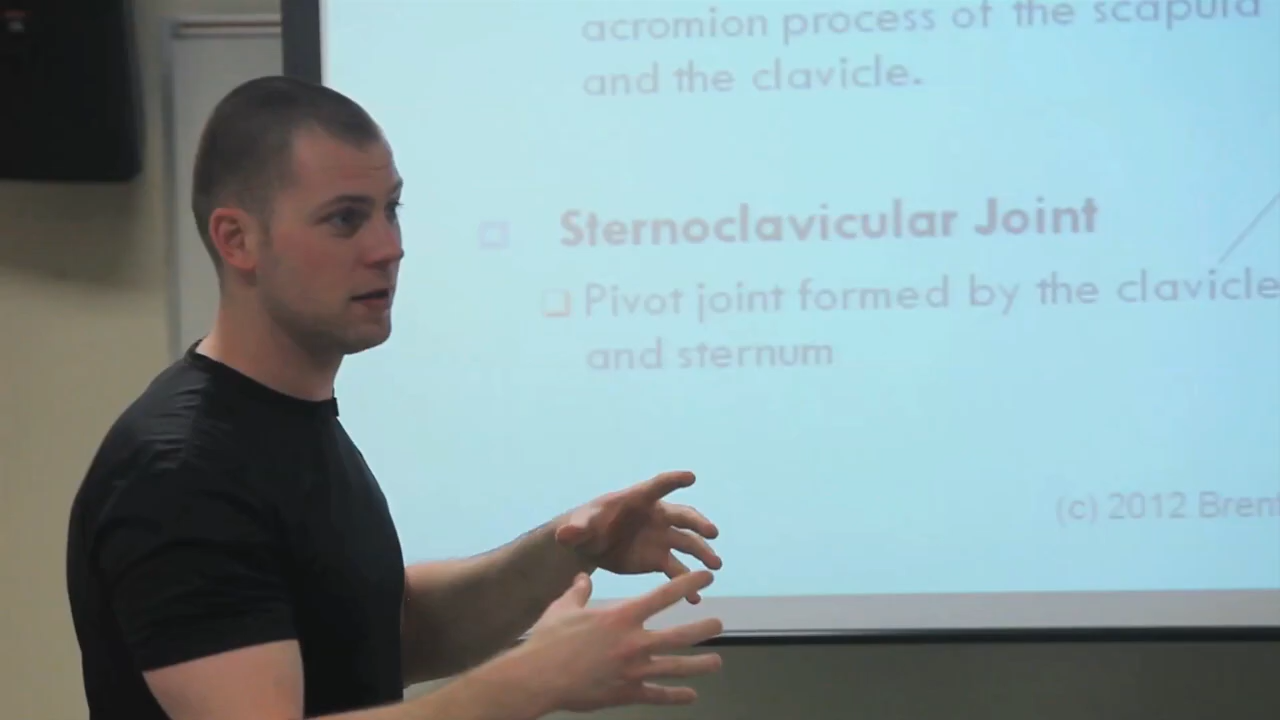 acromion process of the scapula
and the clavicle.
Sternoclavicular Joint
Pivot joint formed by the clavicle
and sternum
(c) 2012 Brent